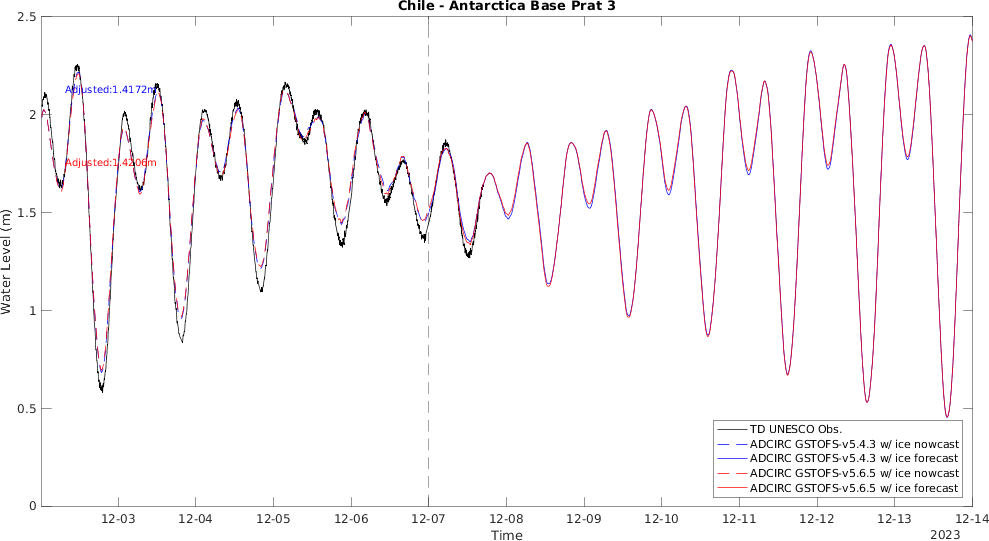 Chile - Antarctica Base Prat 3
2.5
2
1.5
1
0.5
0
Water Level (m)
Adjusted:1.4172m
Adjusted:1.4206m
TD UNESCO Obs.
ADCIRC GSTOFS-v5.4.3 w/ ice nowcast
ADCIRC GSTOFS-v5.4.3 w/ ice forecast
ADCIRC GSTOFS-v5.6.5 w/ ice nowcast
ADCIRC GSTOFS-v5.6.5 w/ ice forecast
12-03 12-04 12-05 12-06 12-07 12-08 12-09 12-10 12-11 12-12 12-13 12-14
Time
2023